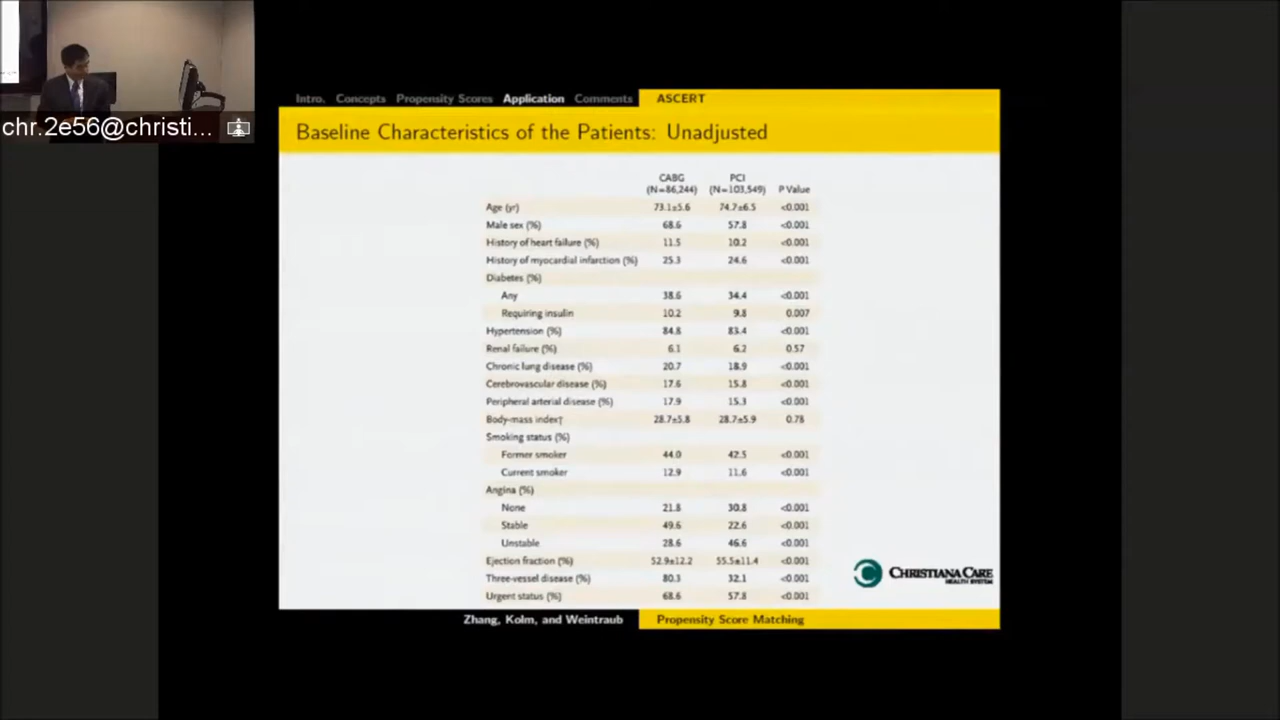 chr.2e56@christi...
Intro. Concepts Propensity Scores Application Comments ASCERT
Baseline Characteristics of the Patients: Unadjusted
CABG PCI
(N=86,244) (N=103,549) P Value
Age (yr) 73.1±5.6 74.7±6.5 <0.001
Male sex (%) 68.6 57.8 <0.001
History of heart failure (%) 11.5 10.2 <0.001
History of myocardial infarction (%) 25.3 24.6 <0.001
Diabetes (%)
Any 38.6 34.4 <0.001
Requiring insulin 10.2 9.8 0.007
Hypertension (%) 84.8 83.4 <0.001
Renal failure (%) 6.1 6.2 0.57
Chronic lung disease (%) 20.7 18.9 <0.001
Cerebrovascular disease (%) 17.6 15.8 <0.001
Peripheral arterial disease (%) 17.9 15.3 <0.001
Body-mass index† 28.7±5.8 28.7±5.9 0.78
Smoking status (%)
Former smoker 44.0 42.5 <0.001
Current smoker 12.9 11.6 <0.001
Angina (%)
None 21.8 30.8 <0.001
Stable 49.6 22.6 <0.001
Unstable 28.6 46.6 <0.001
Ejection fraction (%) 52.9±12.2 55.5±11.4 <0.001
Three-vessel disease (%) 80.3 32.1 <0.001
Urgent status (%) 68.6 57.8 <0.001
CHRISTIANA CARE
HEALTH SYSTEM
Zhang, Kolm, and Weintraub Propensity Score Matching